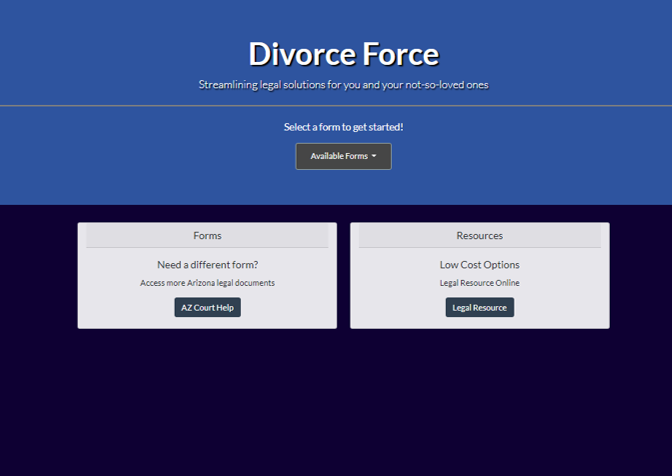 Divorce Force
Streamlining legal solutions for you and your not-so-loved ones
Select a form to get started!
Available Forms
Forms
Need a different form?
Access more Arizona legal documents
AZ Court Help
Resources
Low Cost Options
Legal Resource Online
Legal Resource